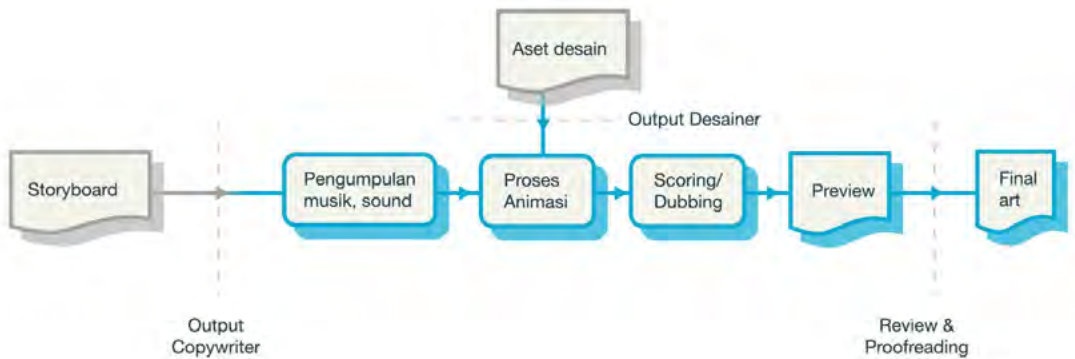 Aset desain
Output Desainer
Storyboard
Pengumpulan
musik, sound
Proses
Animasi
Scoring/
Dubbing
Preview
Final
art
Output
Copywriter
Review &
Proofreading